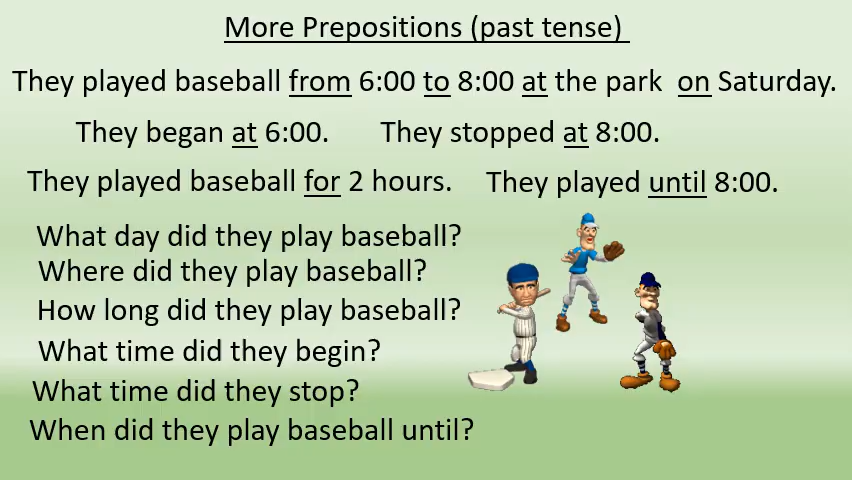 More Prepositions (past tense)
They played baseball from 6:00 to 8:00 at the park on Saturday.
They began at 6:00. They stopped at 8:00.
They played baseball for 2 hours. They played until 8:00.
What day did they play baseball?
Where did they play baseball?
How long did they play baseball?
What time did they begin?
What time did they stop?
When did they play baseball until?